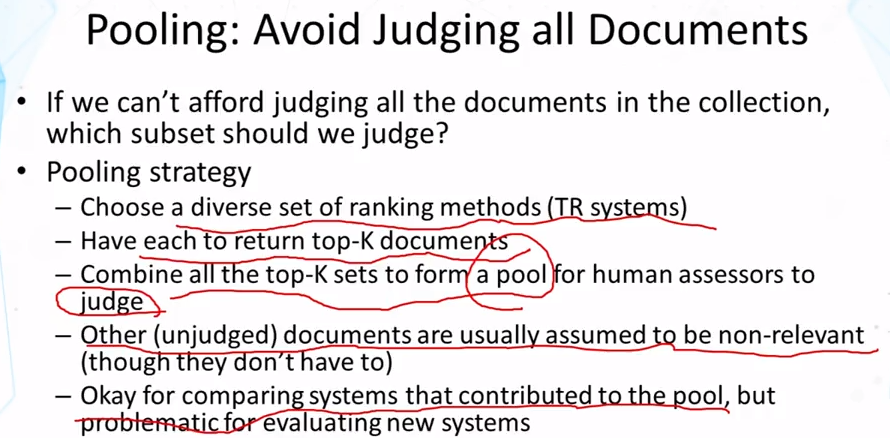 Pooling: Avoid Judging all Documents
• If we can't afford judging all the documents in the collection,
which subset should we judge?
• Pooling strategy
– Choose a diverse set of ranking methods (TR systems)
– Have each to return top-K documents
– Combine all the top-K sets to form a pool for human assessors to
judge
– Other (unjudged) documents are usually assumed to be non-relevant
(though they don't have to)
– Okay for comparing systems that contributed to the pool, but
problematic for evaluating new systems